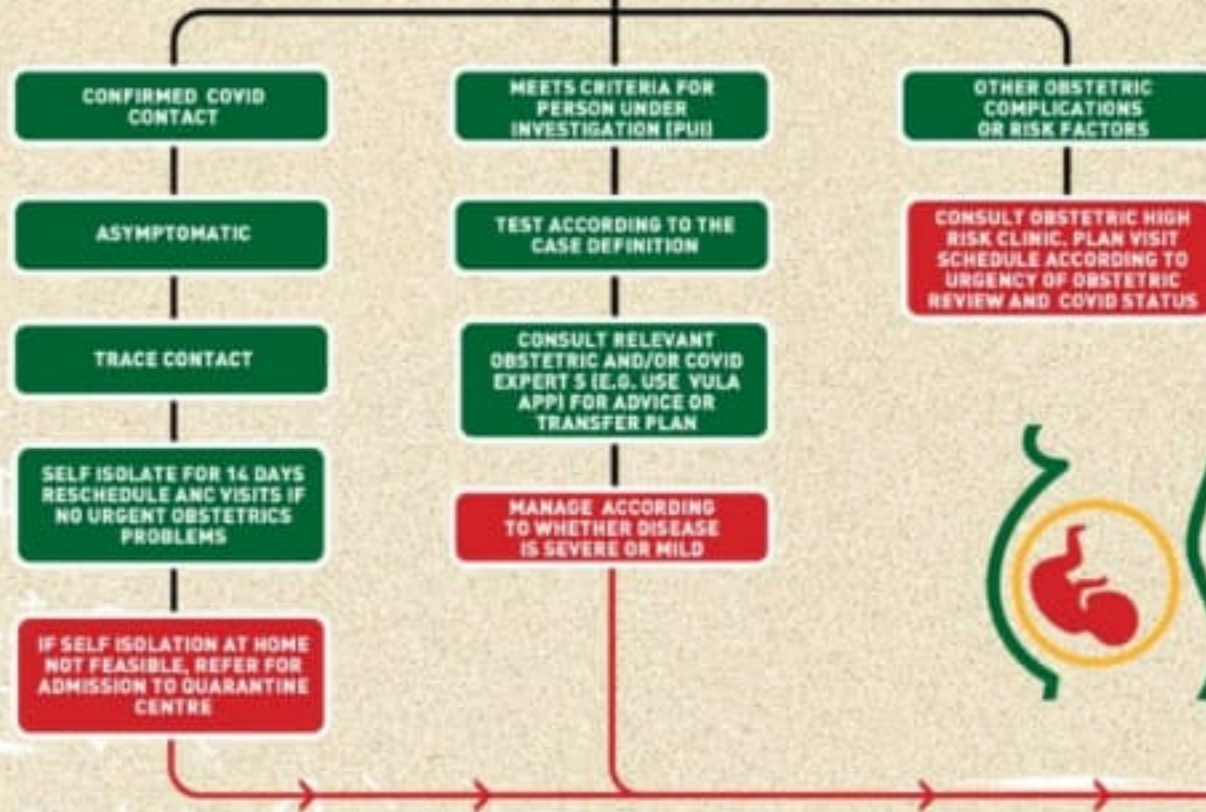 CONFIRMED COVID
CONTACT
ASYMPTOMATIC
TRACE CONTACT
SELF ISOLATE FOR 14 DAYS
RESCHEDULE ANC VISITS IF
NO URGENT OBSTETRICS
PROBLEMS
IF SELF ISOLATION AT HOME
NOT FEASIBLE, REFER FOR
ADMISSION TO QUARANTINE
CENTRE
MEETS CRITERIA FOR
PERSON UNDER
INVESTIGATION (PUI)
TEST ACCORDING TO THE
CASE DEFINITION
CONSULT RELEVANT
OBSTETRIC AND/OR COVID
EXPERT S (E.G. USE VULA
APP) FOR ADVICE OR
TRANSFER PLAN
MANAGE ACCORDING
TO WHETHER DISEASE
IS SEVERE OR MILD
OTHER OBSTETRIC
COMPLICATIONS
OR RISK FACTORS
CONSULT OBSTETRIC HIGH
RISK CLINIC. PLAN VISIT
SCHEDULE ACCORDING TO
URGENCY OF OBSTETRIC
REVIEW AND COVID STATUS